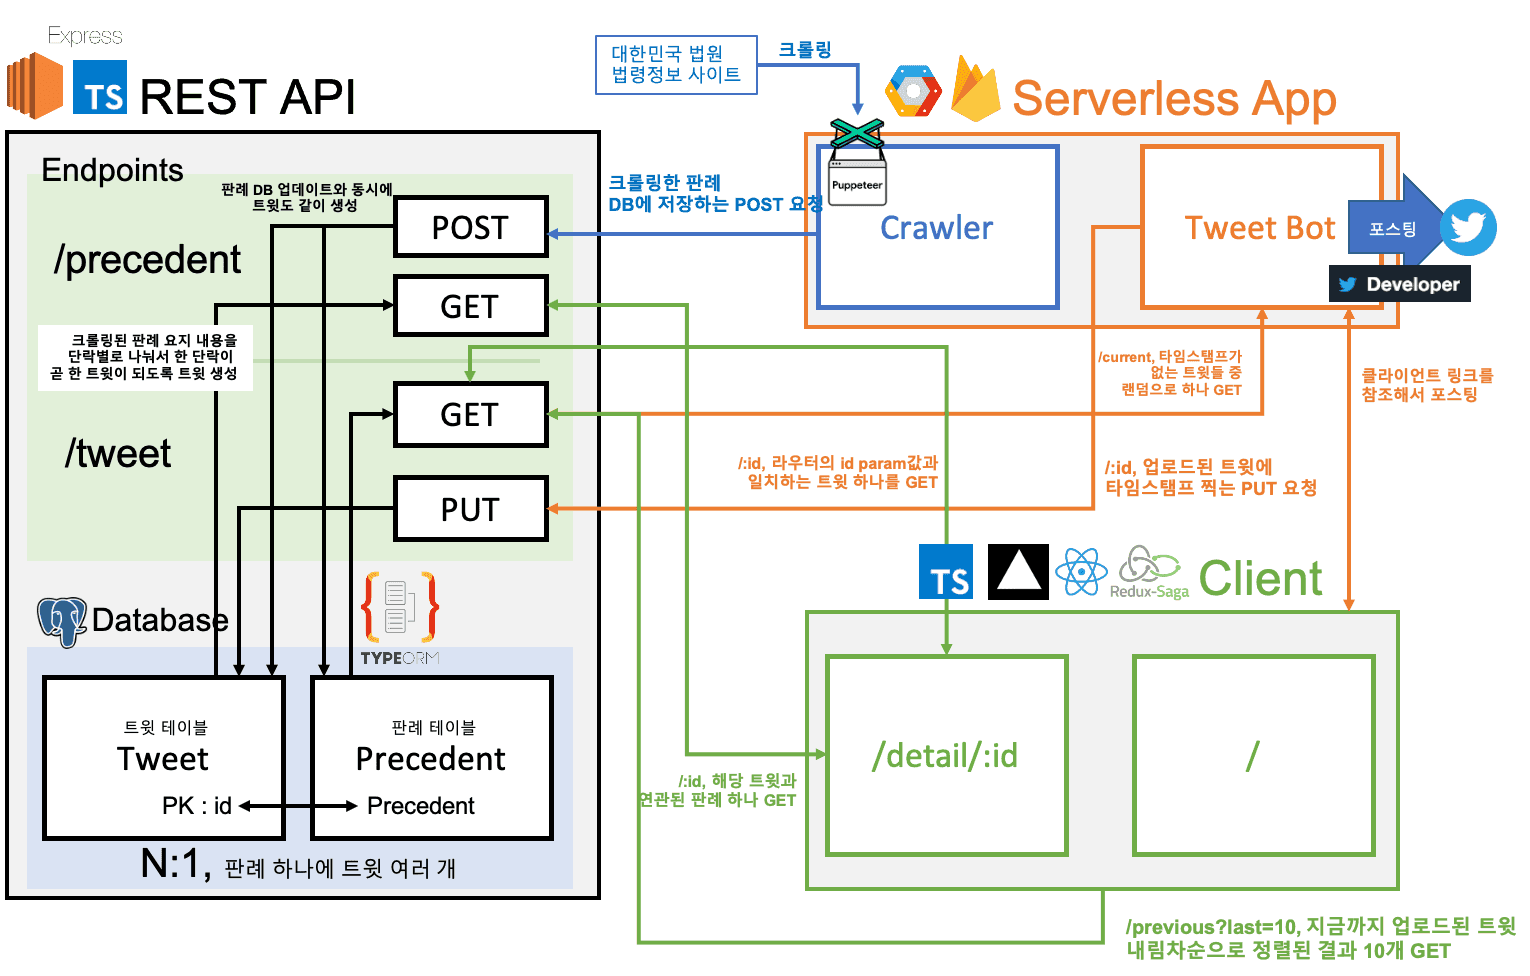 Express
TS
REST API
Endpoints
판례 DB 업데이트와 동시에
트윗도 같이 생성
/precedent
POST
GET
크롤링된 판례 요지 내용을
단락별로 나눠서 한 단락이
곧 한 트윗이 되도록 트윗 생성
/tweet
GET
PUT
Database
TYPEORM
트윗 테이블
Tweet
PK : id
판례 테이블
Precedent
Precedent
N:1, 판례 하나에 트윗 여러 개
대한민국 법원
법령정보 사이트
크롤링
Serverless App
Puppeteer
크롤링한 판례
DB에 저장하는 POST 요청
Crawler
Tweet Bot
포스팅
Developer
/current, 타임스탬프가
없는 트윗들 중
랜덤으로 하나 GET
클라이언트 링크를
참조해서 포스팅
/:id, 라우터의 id param값과
일치하는 트윗 하나를 GET
/:id, 업로드된 트윗에
타임스탬프 찍는 PUT 요청
TS
Redux-Saga
Client
/detail/:id
/
/:id, 해당 트윗과
연관된 판례 하나 GET
/previous?last=10, 지금까지 업로드된 트윗
내림차순으로 정렬된 결과 10개 GET